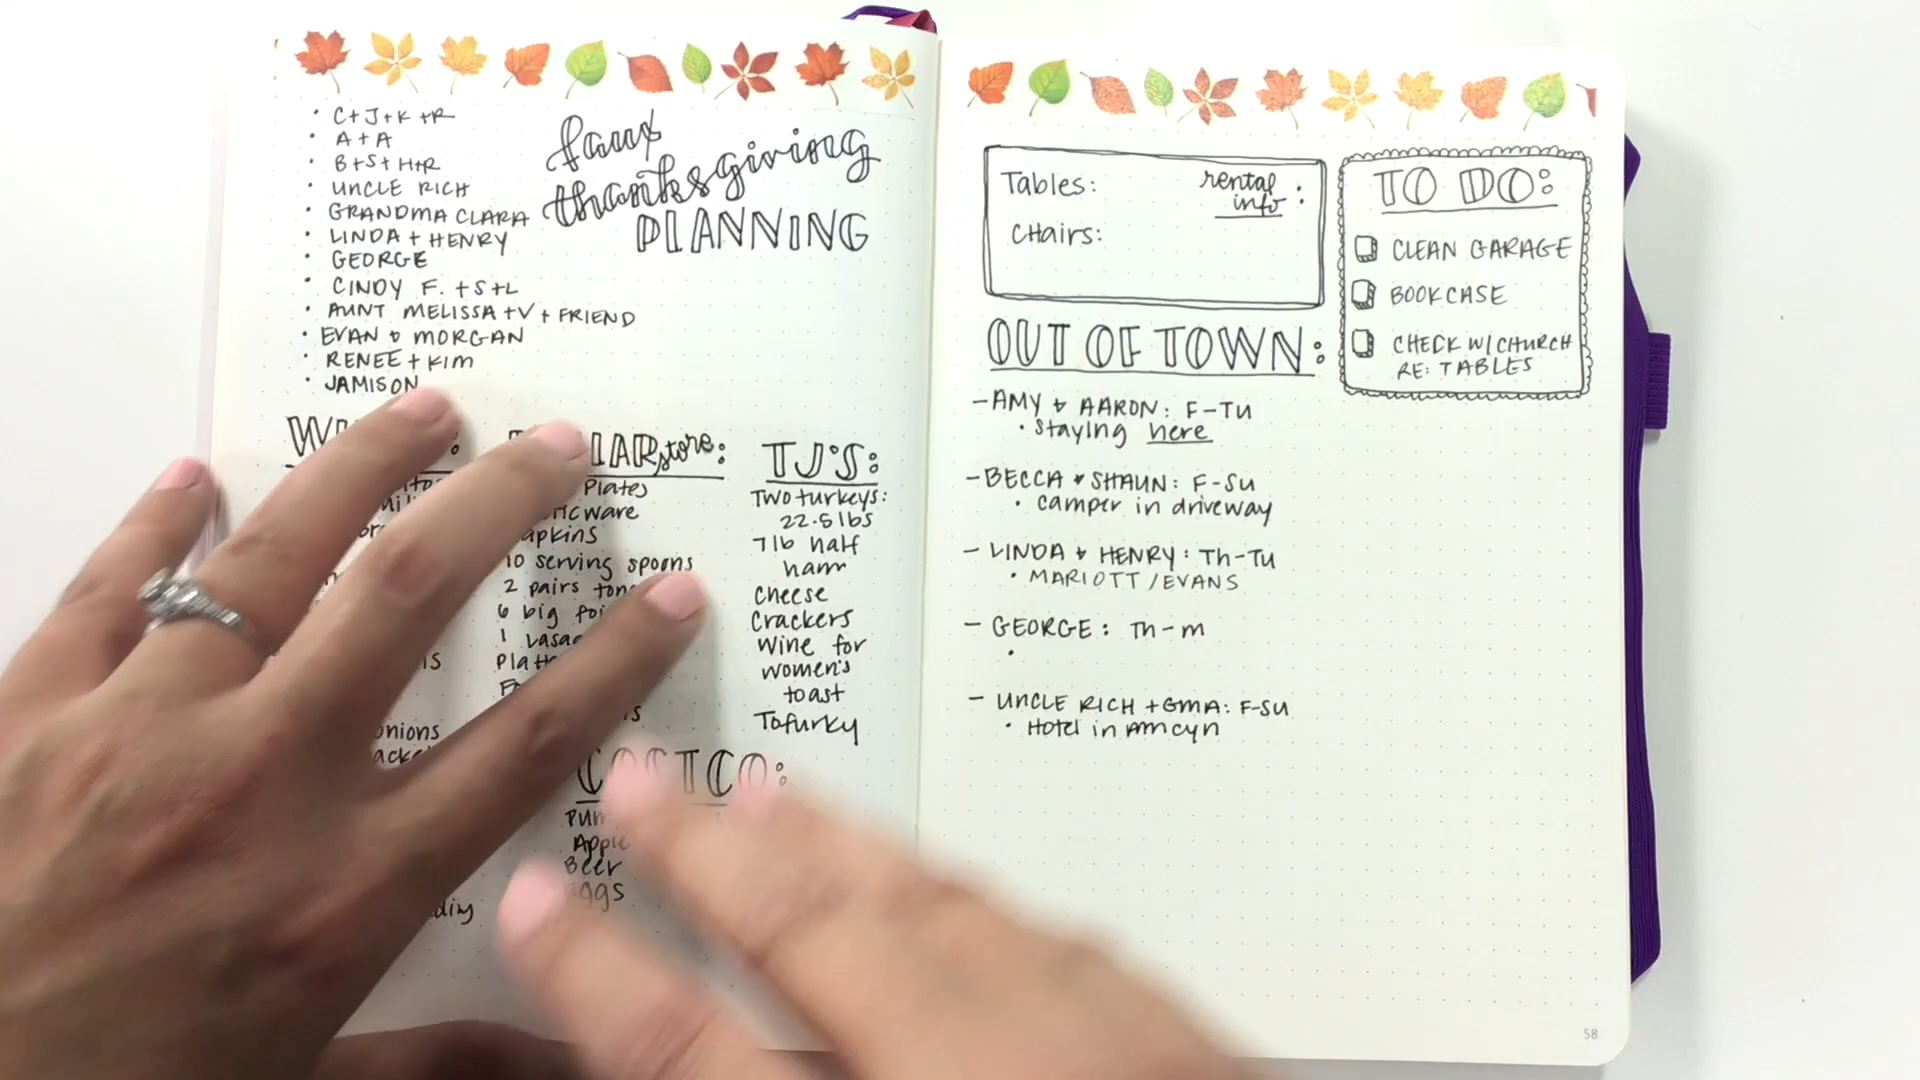 • C+J+K+R
• A+A
• B+S+H+R
• UNCLE RICH
• GRANDMA CLARA
• LINDA + HENRY
• GEORGE
• CINDY F. +S+L
• AUNT MELISSA +V + FRIEND
• EVAN & MORGAN
• RENEE + KIM
• JAMISON
faux
thanksgiving
PLANNING
store:
Plates
napkins
10 serving spoons
2 pairs
6 big
1
onions
TJ'S:
Two turkeys:
22.5 lbs
7 lb half
ham
cheese
crackers
wine for
women's
toast
Tofurky
COSTCO:
Beer
Eggs
Tables:
rental
info:
CHairs:
TO DO:
CLEAN GARAGE
BOOKCASE
CHECK W/CHURCH
RE: TABLES
OUT OF TOWN:
- AMY & AARON: F-TU
• staying here
- BECCA & SHAUN: F-SU
• camper in driveway
- LINDA & HENRY: Th-TU
• MARIOTT/EVANS
- GEORGE: Th-m
•
- UNCLE RICH + GMA: F-SU
• Hotel in Amcyn
58